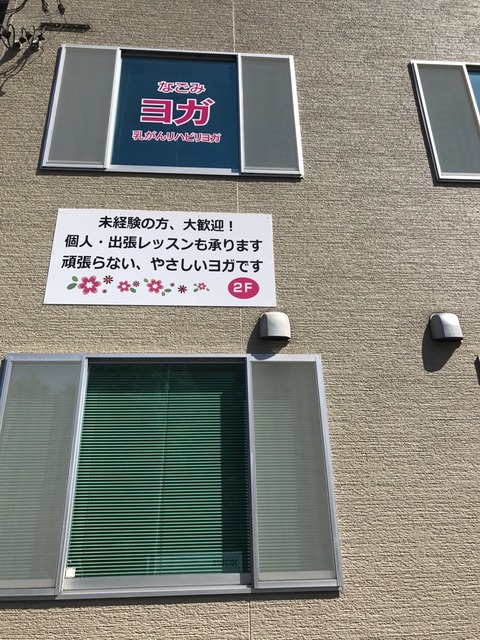 なごみ
ヨガ
乳がんリハビリヨガ
未経験の方、大歓迎！
個人・出張レッスンも承ります
頑張らない、やさしいヨガです
2F